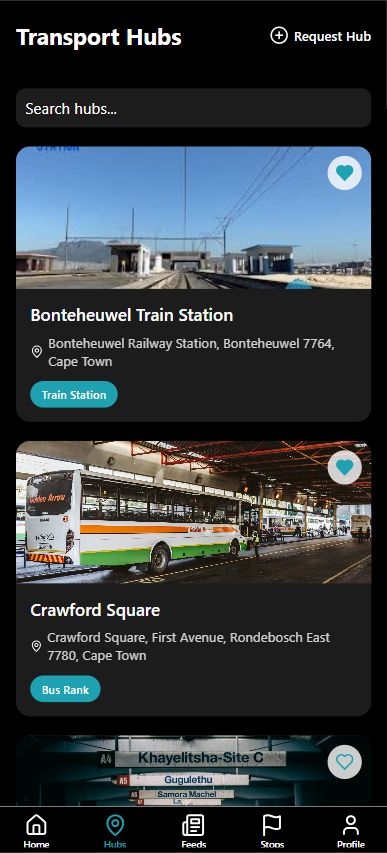 Transport Hubs
Request Hub
Search hubs...
STATION
Bonteheuwel Train Station
Bonteheuwel Railway Station, Bonteheuwel 7764,
Cape Town
Train Station
Golden Arrow
Golden Arrow
Crawford Square
Crawford Square, First Avenue, Rondebosch East
7780, Cape Town
Bus Rank
A4 Khayelitsha-Site C
A5 Gugulethu
Samora Machel
Home
Hubs
Feeds
Stops
Profile